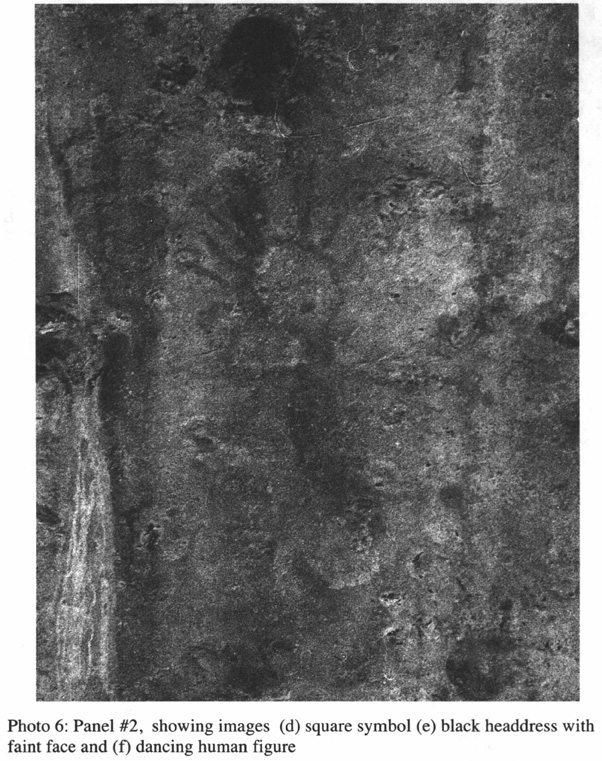 Photo 6: Panel #2, showing images (d) square symbol (e) black headdress with
faint face and (f) dancing human figure